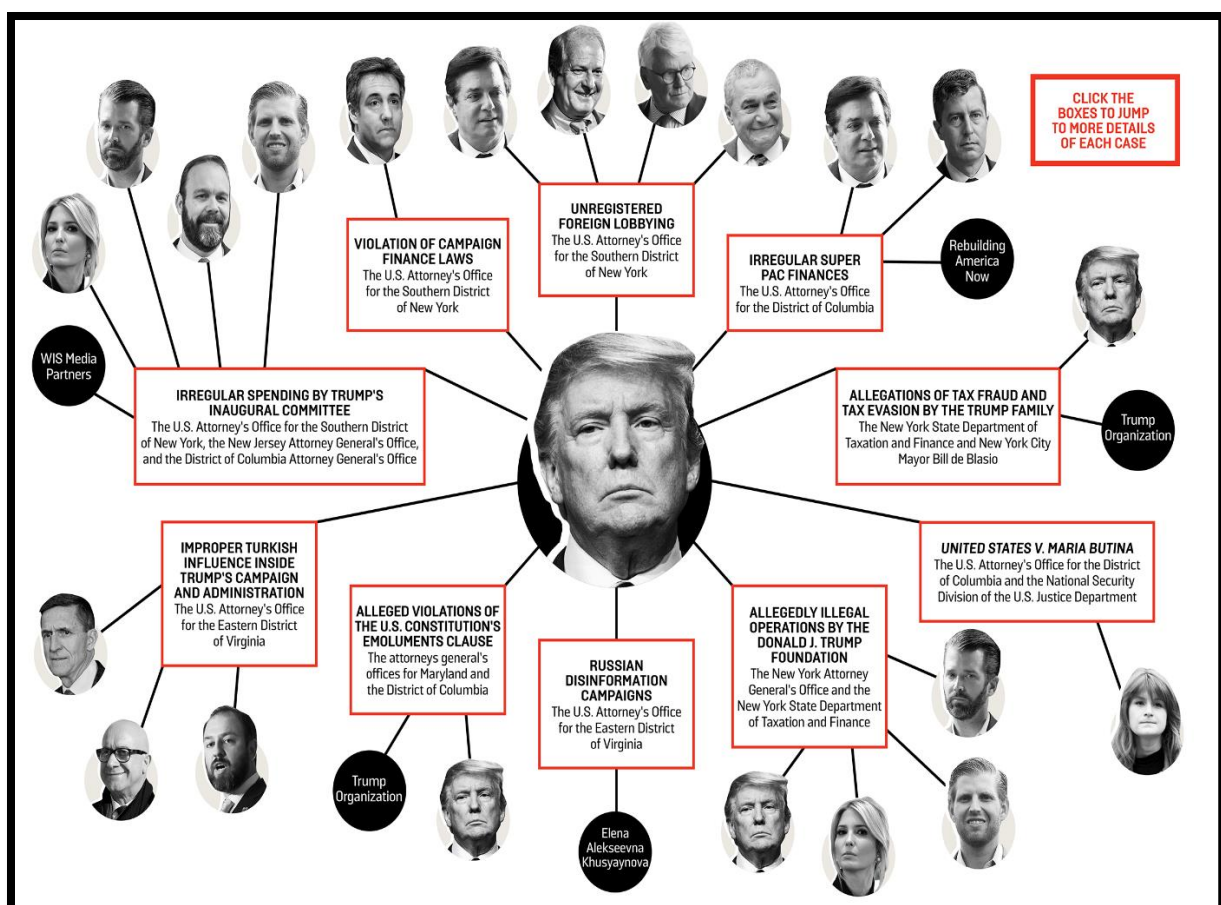 CLICK THE
BOXES TO JUMP
TO MORE DETAILS
OF EACH CASE
UNREGISTERED
FOREIGN LOBBYING
The U.S. Attorney's Office
for the Southern District
of New York
VIOLATION OF CAMPAIGN
FINANCE LAWS
The U.S. Attorney's Office
for the Southern District
of New York
IRREGULAR SUPER
PAC FINANCES
The U.S. Attorney's Office
for the District of Columbia
Rebuilding
America
Now
WIS Media
Partners
IRREGULAR SPENDING BY TRUMP'S
INAUGURAL COMMITTEE
The U.S. Attorney's Office for the Southern District
of New York, the New Jersey Attorney General's Office,
and the District of Columbia Attorney General's Office
ALLEGATIONS OF TAX FRAUD AND
TAX EVASION BY THE TRUMP FAMILY
The New York State Department of
Taxation and Finance and New York City
Mayor Bill de Blasio
Trump
Organization
IMPROPER TURKISH
INFLUENCE INSIDE
TRUMP'S CAMPAIGN
AND ADMINISTRATION
The U.S. Attorney's Office
for the Eastern District
of Virginia
UNITED STATES V. MARIA BUTINA
The U.S. Attorney's Office for the District
of Columbia and the National Security
Division of the U.S. Justice Department
ALLEGED VIOLATIONS OF
THE U.S. CONSTITUTION'S
EMOLUMENTS CLAUSE
The attorneys general's
offices for Maryland and
the District of Columbia
RUSSIAN
DISINFORMATION
CAMPAIGNS
The U.S. Attorney's Office
for the Eastern District
of Virginia
ALLEGEDLY ILLEGAL
OPERATIONS BY THE
DONALD J. TRUMP
FOUNDATION
The New York Attorney
General's Office and the
New York State Department
of Taxation and Finance
Trump
Organization
Elena
Alekseevna
Khusyaynova